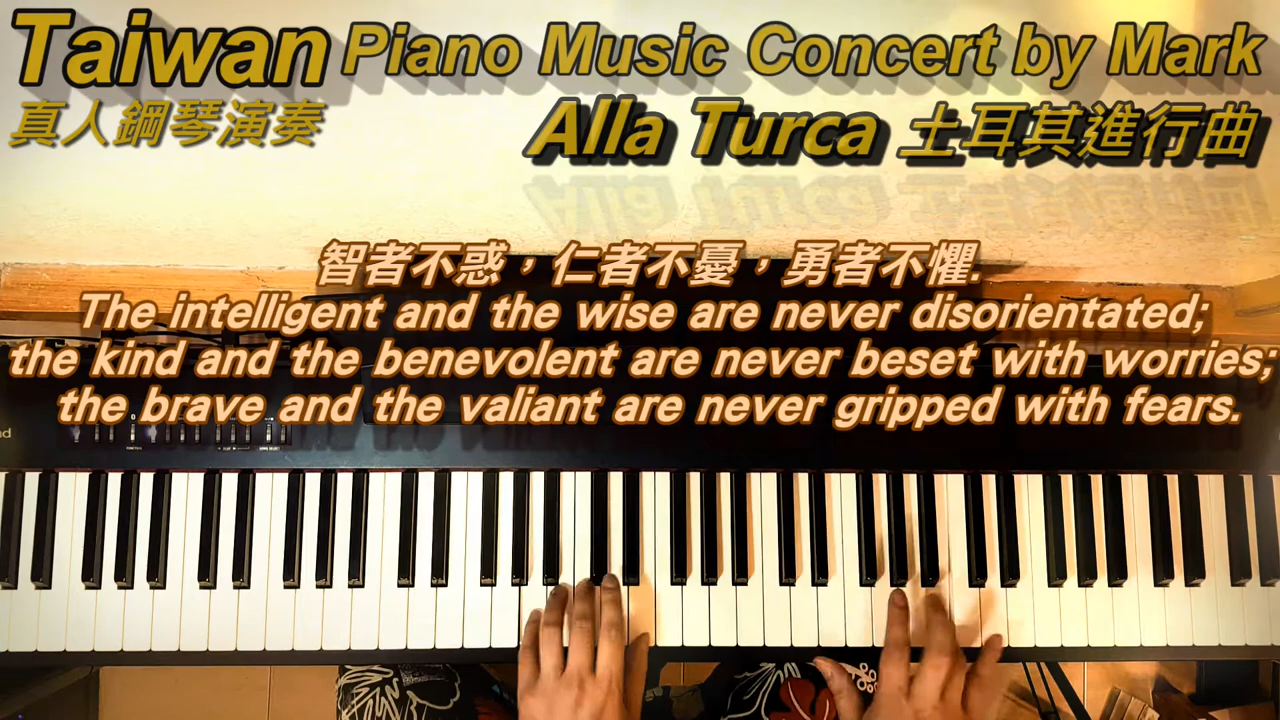 Taiwan Piano Music Concert by Mark
真人鋼琴演奏
Alla Turca 土耳其進行曲
智者不惑，仁者不憂，勇者不懼.
The intelligent and the wise are never disorientated;
the kind and the benevolent are never beset with worries;
the brave and the valiant are never gripped with fears.